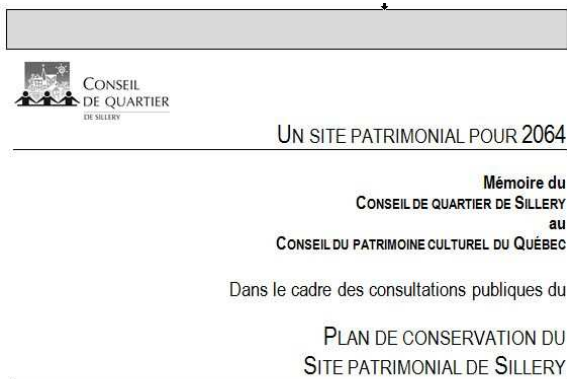 CONSEIL
DE QUARTIER
DE SILLERY
UN SITE PATRIMONIAL POUR 2064
Mémoire du
CONSEIL DE QUARTIER DE SILLERY
au
CONSEIL DU PATRIMOINE CULTUREL DU QUÉBEC
Dans le cadre des consultations publiques du
PLAN DE CONSERVATION DU
SITE PATRIMONIAL DE SILLERY